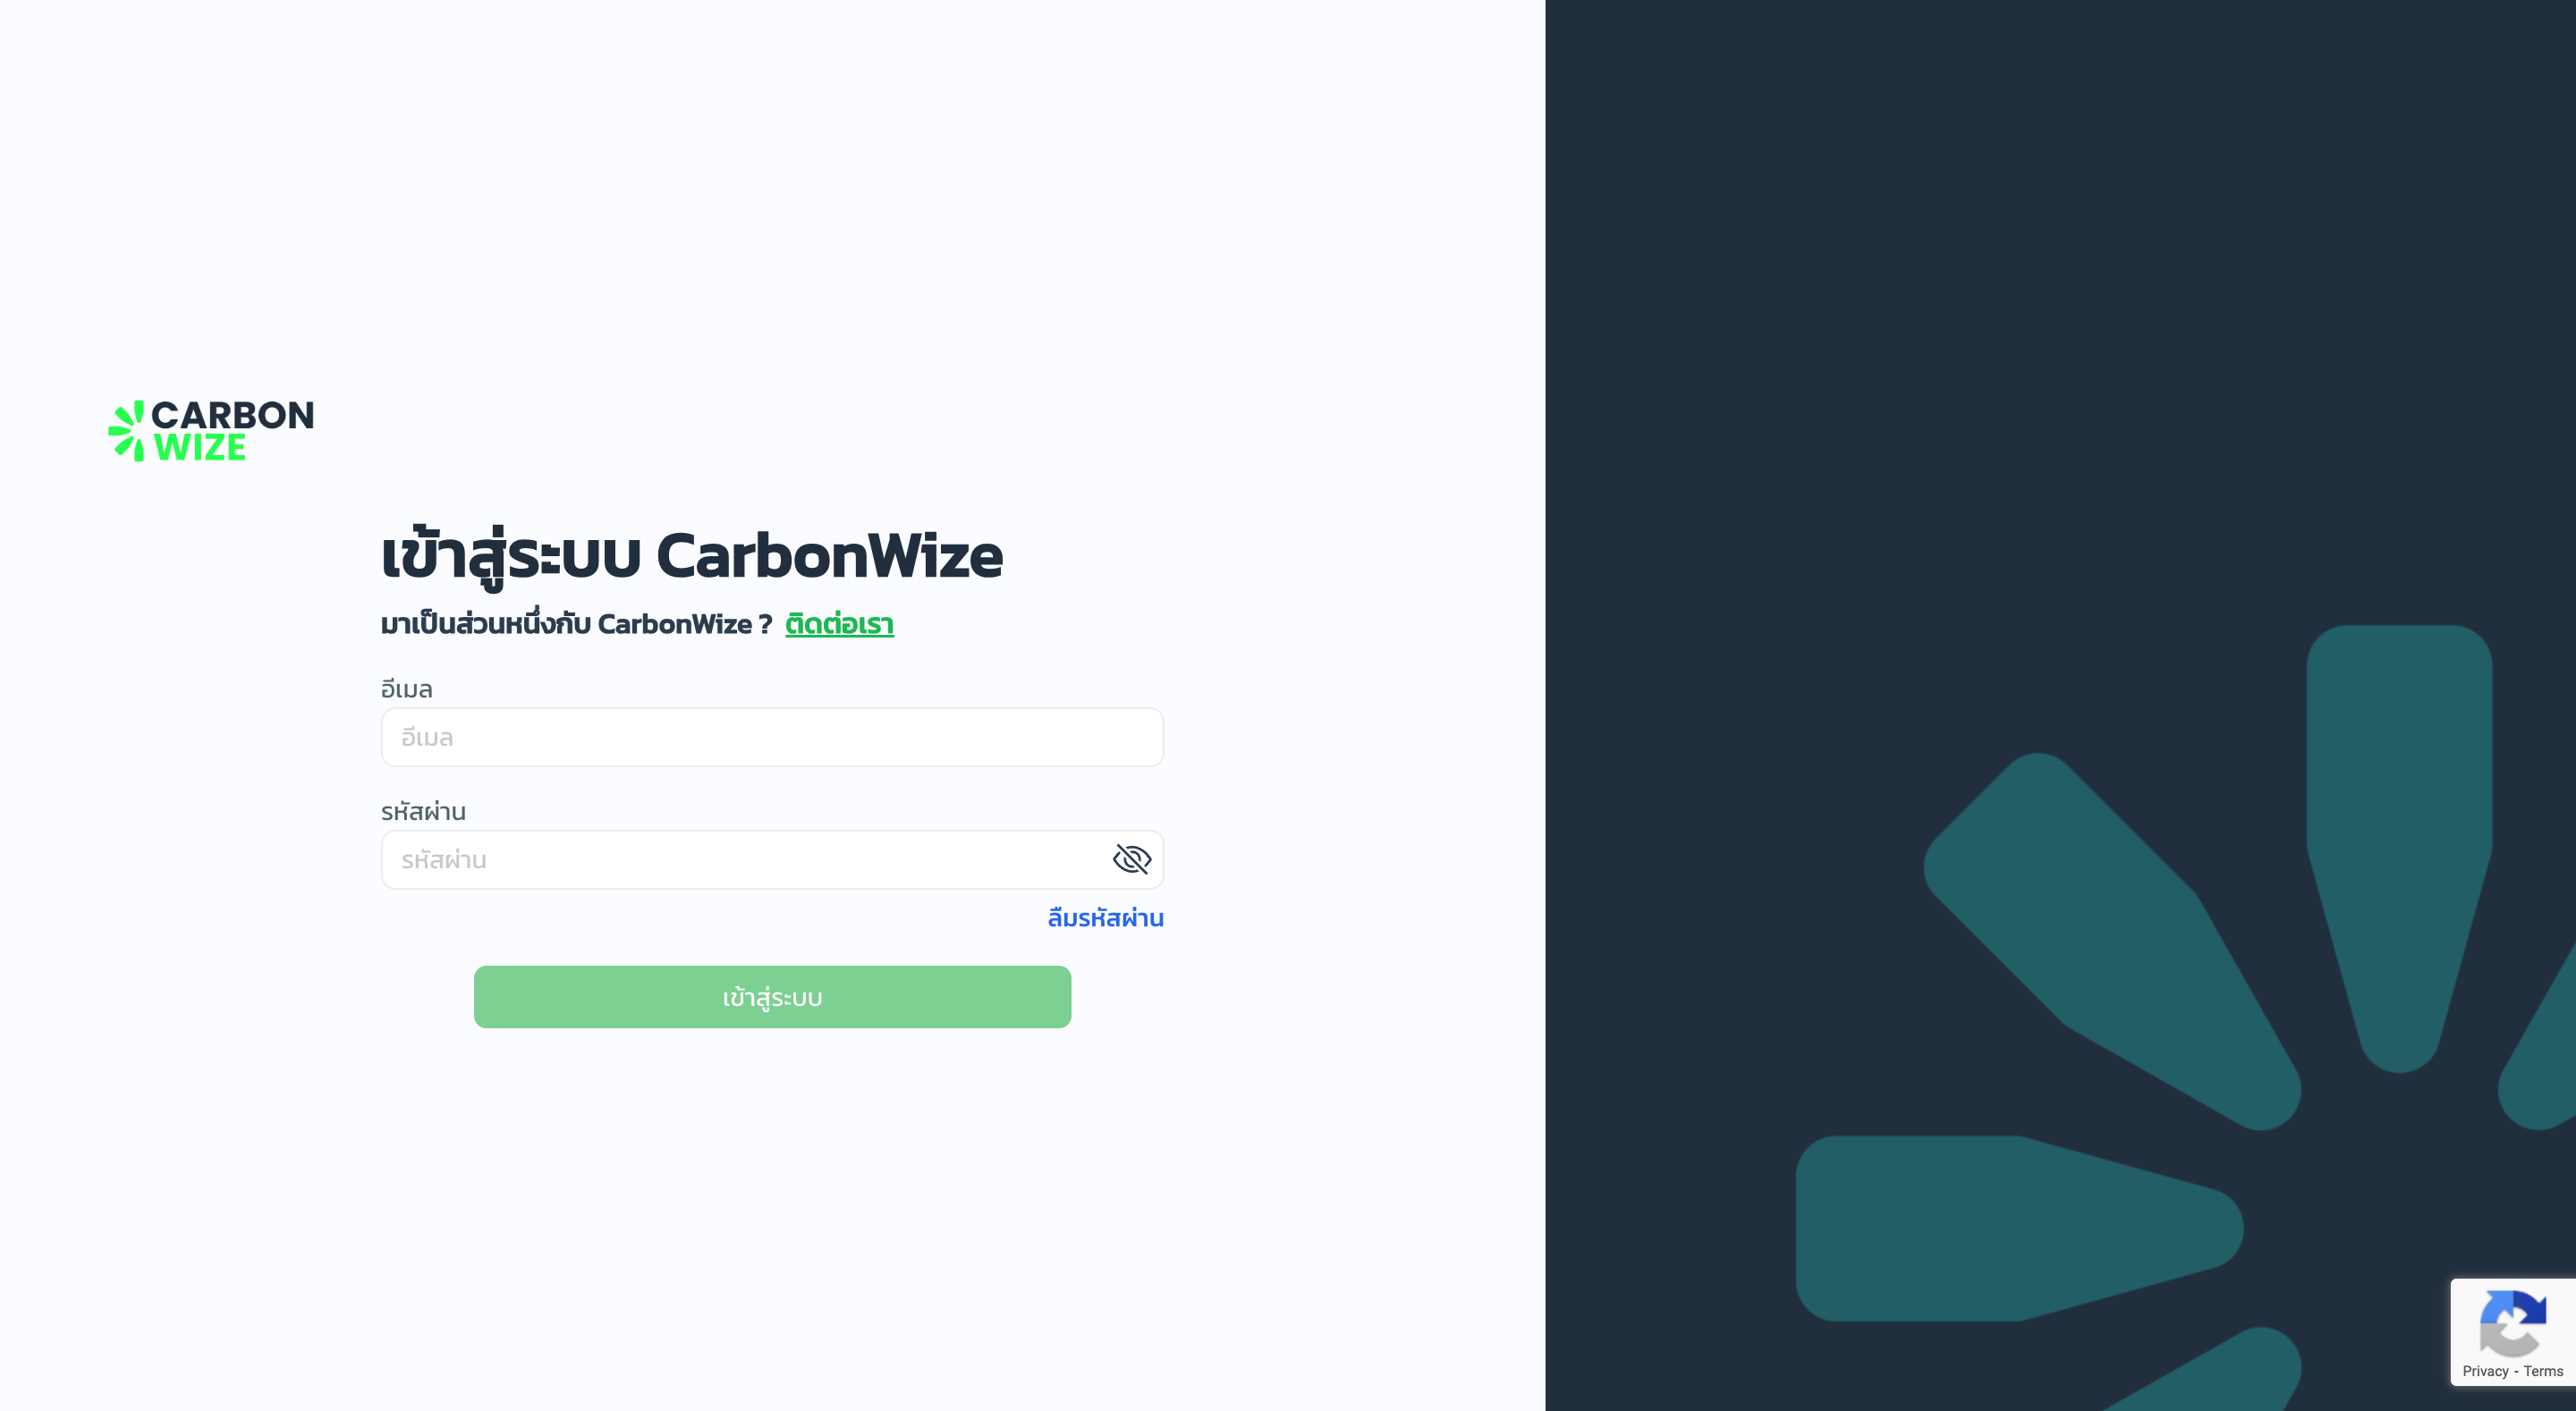 CARBON
WIZE
เข้าสู่ระบบ CarbonWize
มาเป็นส่วนหนึ่งกับ CarbonWize ? ติดต่อเรา
อีเมล
อีเมล
รหัสผ่าน
รหัสผ่าน
ลืมรหัสผ่าน
เข้าสู่ระบบ
Privacy - Terms